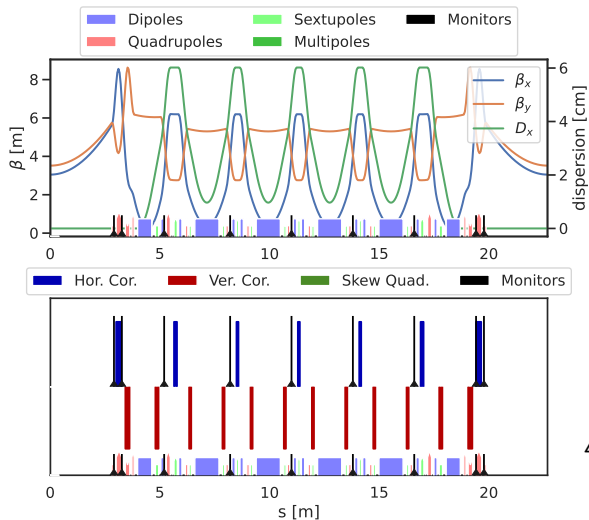 Dipoles Sextupoles Monitors
Quadrupoles Multipoles
8
6
4
2
0
β [m]
6
4
2
0
dispersion [cm]
βx
βy
Dx
0 5 10 15 20
Hor. Cor. Ver. Cor. Skew Quad. Monitors
0 5 10 15 20
s [m]